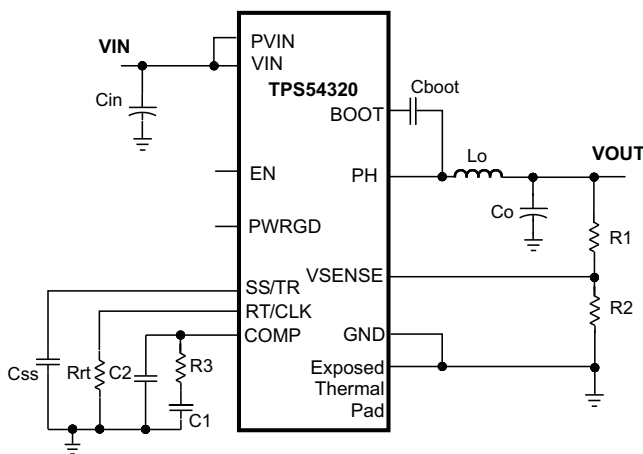 PVIN
VIN
VIN
TPS54320
Cboot
Cin
BOOT
Lo
VOUT
EN
PH
Co
R1
PWRGD
VSENSE
SS/TR
RT/CLK
R2
COMP
GND
Css
Rrt
C2
R3
C1
Exposed
Thermal
Pad